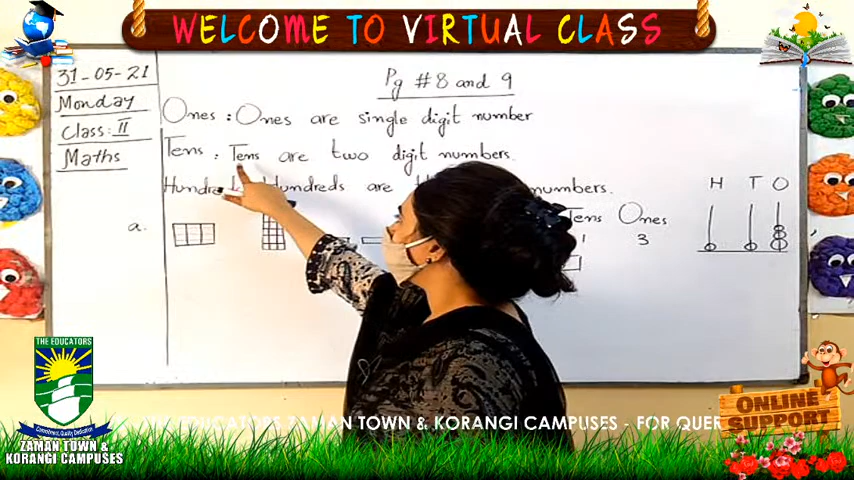 WELCOME TO VIRTUAL CLASS
31-05-21
Monday
Class: II
Maths
Pg # 8 and 9
Ones : Ones are single digit number
Tens : Tens are two digit numbers.
Hundreds are numbers.
a.
Tens Ones
1 3
H T O
,
THE EDUCATORS
ZAMAN TOWN &
KORANGI CAMPUSES
EDUCATORS ZAMAN TOWN & KORANGI CAMPUSES - FOR QUER
ONLINE
SUPPORT